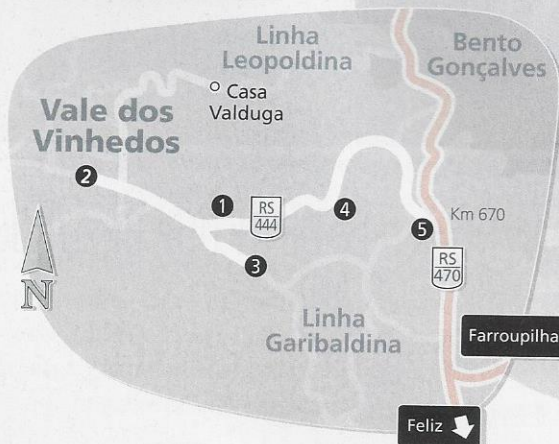 Linha
Leopoldina
Bento
Gonçalves
Casa
Valduga
Vale dos
Vinhedos
2
1
RS
444
4
Km 670
5
RS
470
3
N
Linha
Garibaldina
Farroupilha
Feliz